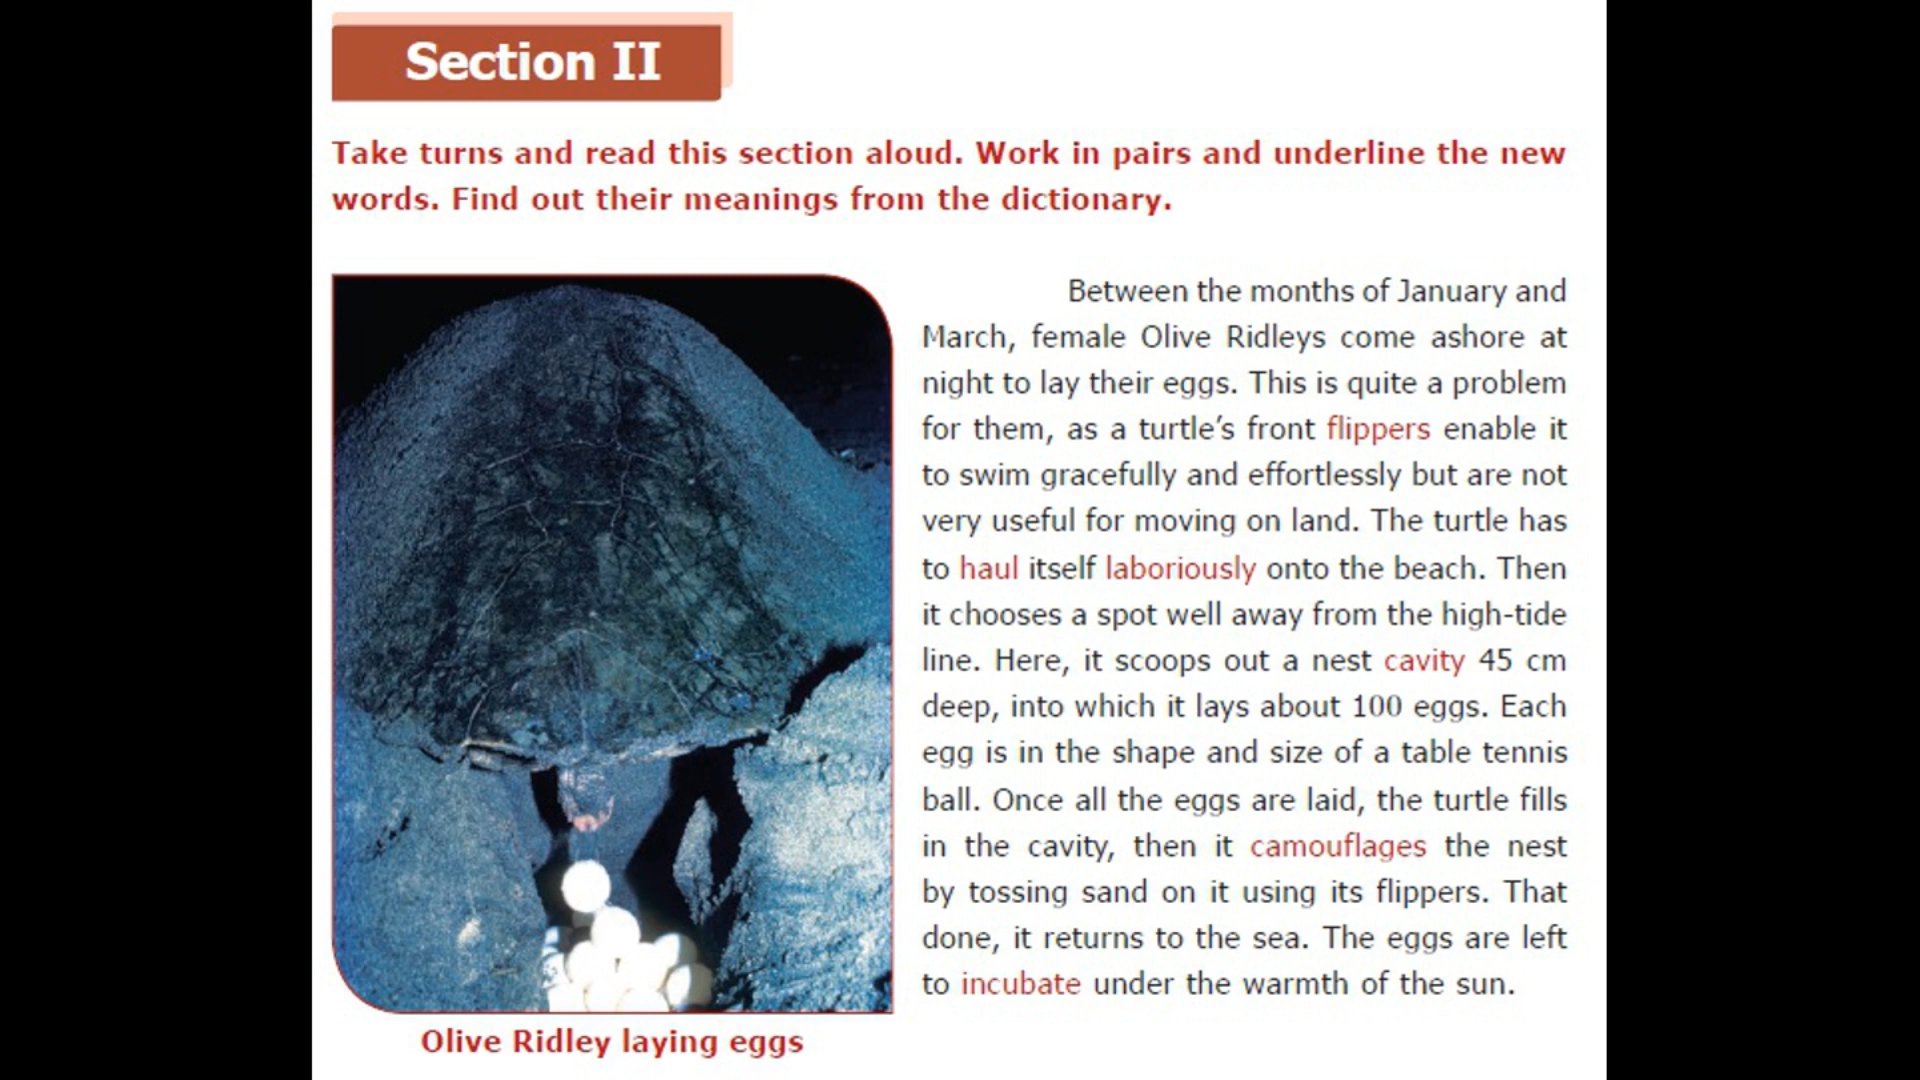 Section II
Take turns and read this section aloud. Work in pairs and underline the new
words. Find out their meanings from the dictionary.
Between the months of January and
March, female Olive Ridleys come ashore at
night to lay their eggs. This is quite a problem
for them, as a turtle's front flippers enable it
to swim gracefully and effortlessly but are not
very useful for moving on land. The turtle has
to haul itself laboriously onto the beach. Then
it chooses a spot well away from the high-tide
line. Here, it scoops out a nest cavity 45 cm
deep, into which it lays about 100 eggs. Each
egg is in the shape and size of a table tennis
ball. Once all the eggs are laid, the turtle fills
in the cavity, then it camouflages the nest
by tossing sand on it using its flippers. That
done, it returns to the sea. The eggs are left
to incubate under the warmth of the sun.
Olive Ridley laying eggs